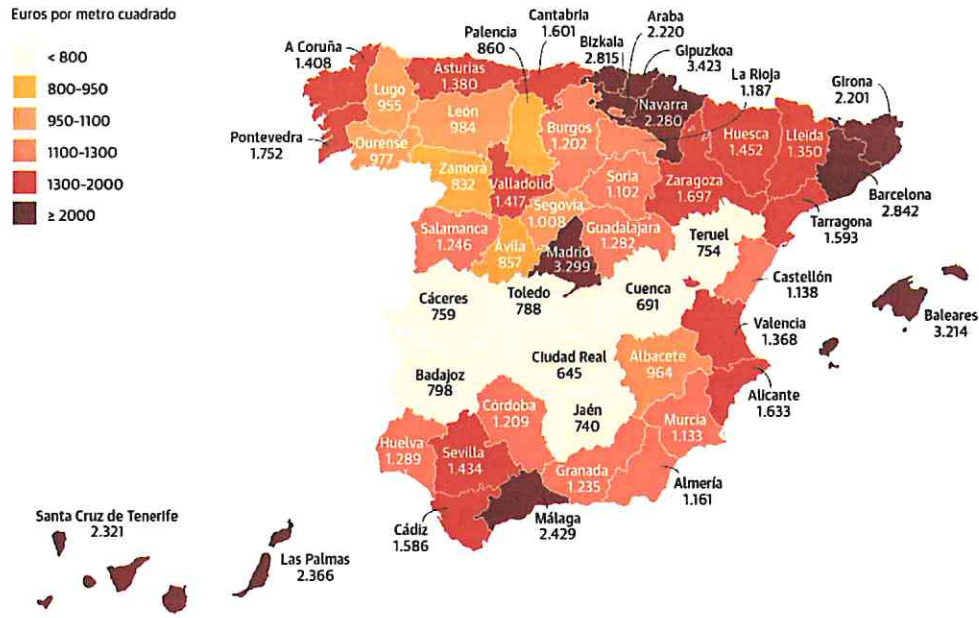 Euros por metro cuadrado
< 800
800-950
950-1100
1100-1300
1300-2000
≥ 2000
A Coruña
1.408
Lugo
955
Pontevedra
1.752
Ourense
977
Asturias
1.380
León
984
Palencia
860
Cantabria
1.601
Bizkaia
2.815
Araba
2.220
Gipuzkoa
3.423
Navarra
2.280
La Rioja
1.187
Burgos
1.202
Zamora
832
Valladolid
1.417
Soria
1.102
Segovia
1.008
Salamanca
1.246
Ávila
857
Madrid
3.299
Guadalajara
1.282
Huesca
1.452
Zaragoza
1.697
Teruel
754
Lleida
1.350
Girona
2.201
Barcelona
2.842
Tarragona
1.593
Castellón
1.138
Baleares
3.214
Valencia
1.368
Alicante
1.633
Cáceres
759
Toledo
788
Cuenca
691
Badajoz
798
Ciudad Real
645
Albacete
964
Murcia
1.133
Huelva
1.289
Sevilla
1.434
Córdoba
1.209
Jaén
740
Granada
1.235
Almería
1.161
Cádiz
1.586
Málaga
2.429
Santa Cruz de Tenerife
2.321
Las Palmas
2.366